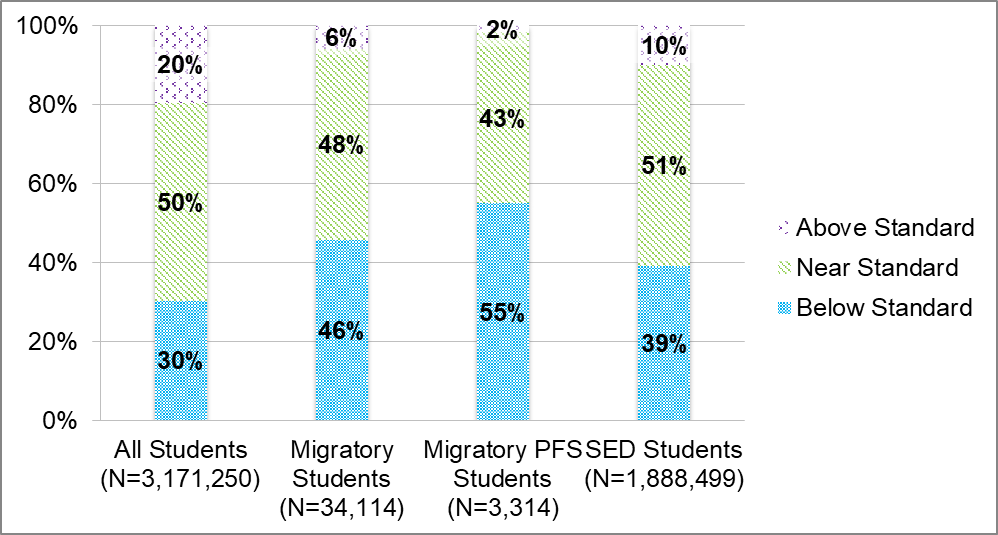 100%
80%
60%
40%
20%
0%
20%
50%
30%
6%
48%
46%
2%
43%
55%
10%
51%
39%
All Students
(N=3,171,250)
Migratory
Students
(N=34,114)
Migratory PFS
Students
(N=3,314)
SED Students
(N=1,888,499)
Above Standard
Near Standard
Below Standard